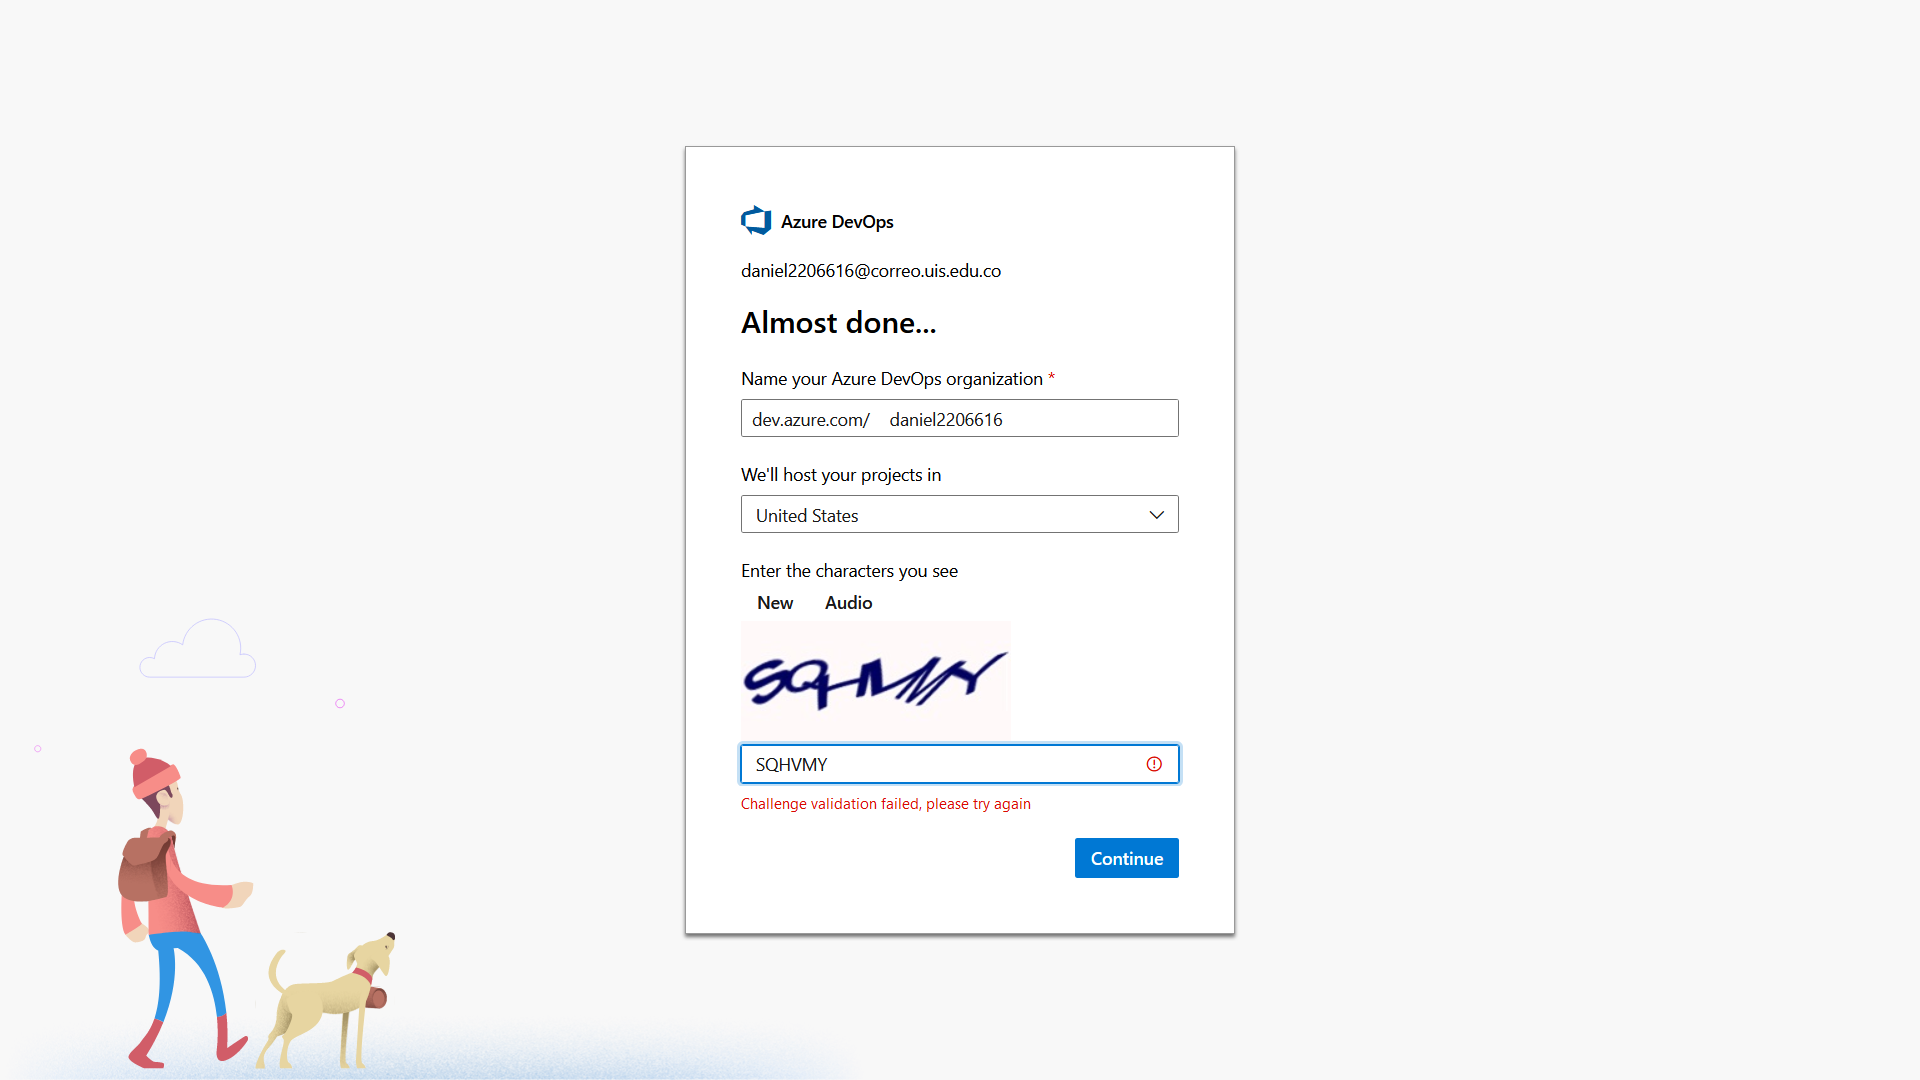 Azure DevOps
daniel2206616@correo.uis.edu.co
Almost done...
Name your Azure DevOps organization *
dev.azure.com/ daniel2206616
We'll host your projects in
United States
Enter the characters you see
New Audio
SQHVMY
Challenge validation failed, please try again
Continue